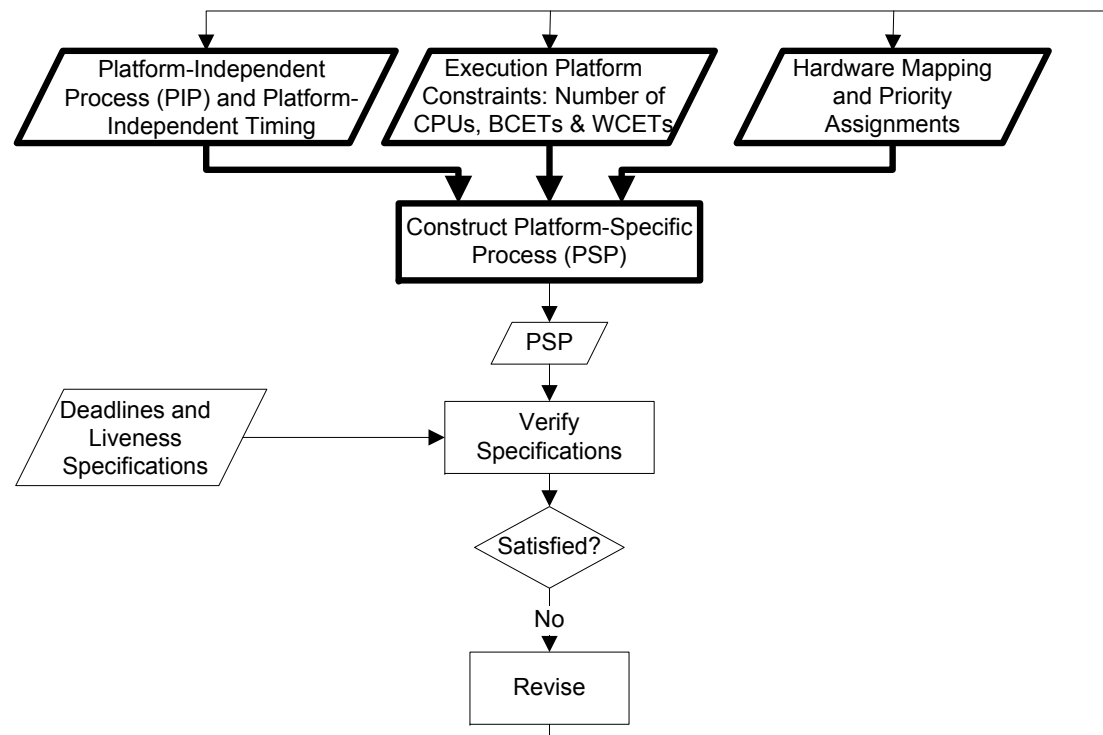 Platform-Independent
Process (PIP) and Platform-
Independent Timing
Execution Platform
Constraints: Number of
CPUs, BCETs & WCETs
Hardware Mapping
and Priority
Assignments
Construct Platform-Specific
Process (PSP)
PSP
Deadlines and
Liveness
Specifications
Verify
Specifications
Satisfied?
No
Revise